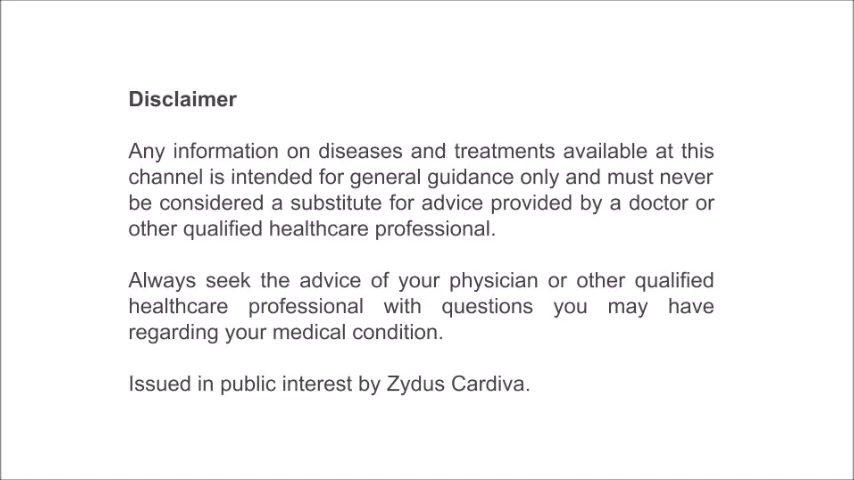 Disclaimer
Any information on diseases and treatments available at this
channel is intended for general guidance only and must never
be considered a substitute for advice provided by a doctor or
other qualified healthcare professional.
Always seek the advice of your physician or other qualified
healthcare professional with questions you may have
regarding your medical condition.
Issued in public interest by Zydus Cardiva.